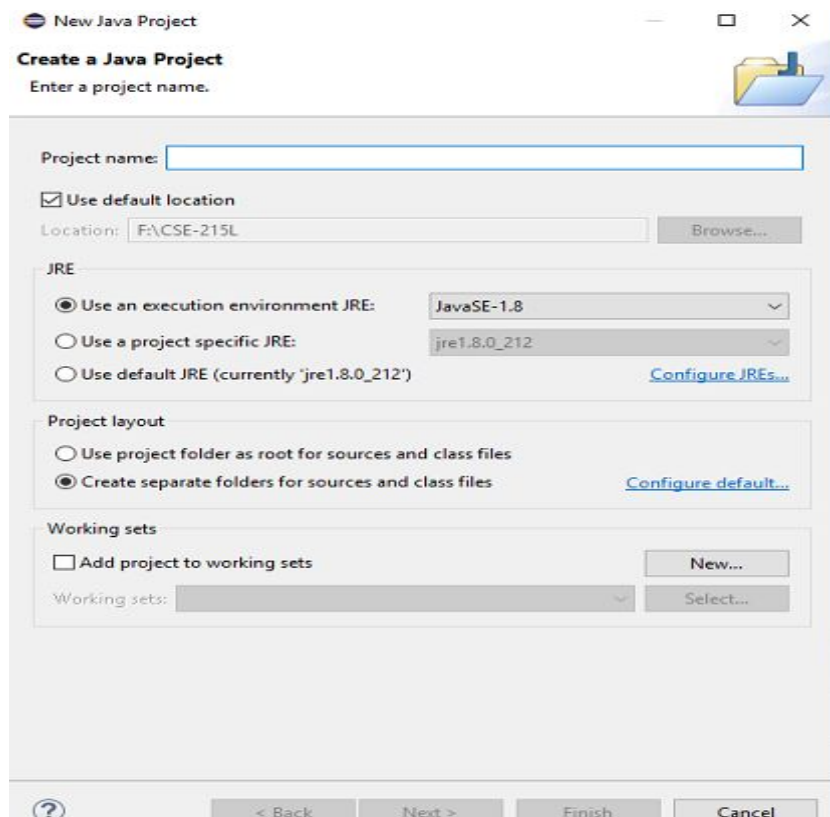 New Java Project
Create a Java Project
Enter a project name.
Project name:
Use default location
Location: F:\CSE-215L Browse...
JRE
Use an execution environment JRE: JavaSE-1.8
Use a project specific JRE: jre1.8.0_212
Use default JRE (currently 'jre1.8.0_212') Configure JREs...
Project layout
Use project folder as root for sources and class files
Create separate folders for sources and class files Configure default...
Working sets
Add project to working sets New...
Working sets: Select...
? < Back Next > Finish Cancel